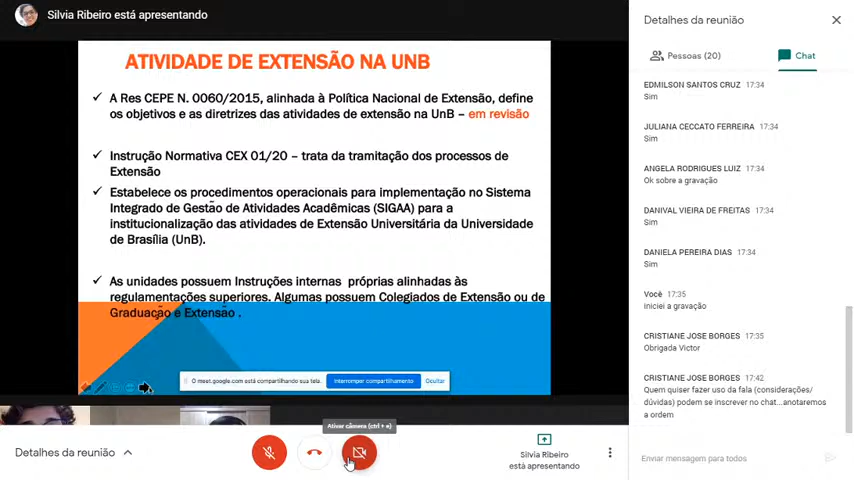 Silvia Ribeiro está apresentando
ATIVIDADE DE EXTENSÃO NA UNB
A Res CEPE N. 0060/2015, alinhada à Política Nacional de Extensão, define
os objetivos e as diretrizes das atividades de extensão na UnB – em revisão
Instrução Normativa CEX 01/20 – trata da tramitação dos processos de
Extensão
Estabelece os procedimentos operacionais para implementação no Sistema
Integrado de Gestão de Atividades Acadêmicas (SIGAA) para a
institucionalização das atividades de Extensão Universitária da Universidade
de Brasília (UnB).
As unidades possuem Instruções internas próprias alinhadas às
regulamentações superiores. Algumas possuem Colegiados de Extensão ou de
Graduação e Extensão .
O meet.google.com está compartilhando sua tela.
Interromper compartilhamento
Ocultar
Ativar câmera (ctrl + e)
Detalhes da reunião
Silvia Ribeiro
está apresentando
Detalhes da reunião
Pessoas (20)
Chat
EDMILSON SANTOS CRUZ 17:34
Sim
JULIANA CECCATO FERREIRA 17:34
Sim
ANGELA RODRIGUES LUIZ 17:34
Ok sobre a gravação
DANIVAL VIEIRA DE FREITAS 17:34
Sim
DANIELA PEREIRA DIAS 17:34
Sim
Você 17:35
iniciei a gravação
CRISTIANE JOSE BORGES 17:35
Obrigada Victor
CRISTIANE JOSE BORGES 17:42
Quem quiser fazer uso da fala (considerações/
dúvidas) podem se inscrever no chat...anotaremos
a ordem
Enviar mensagem para todos